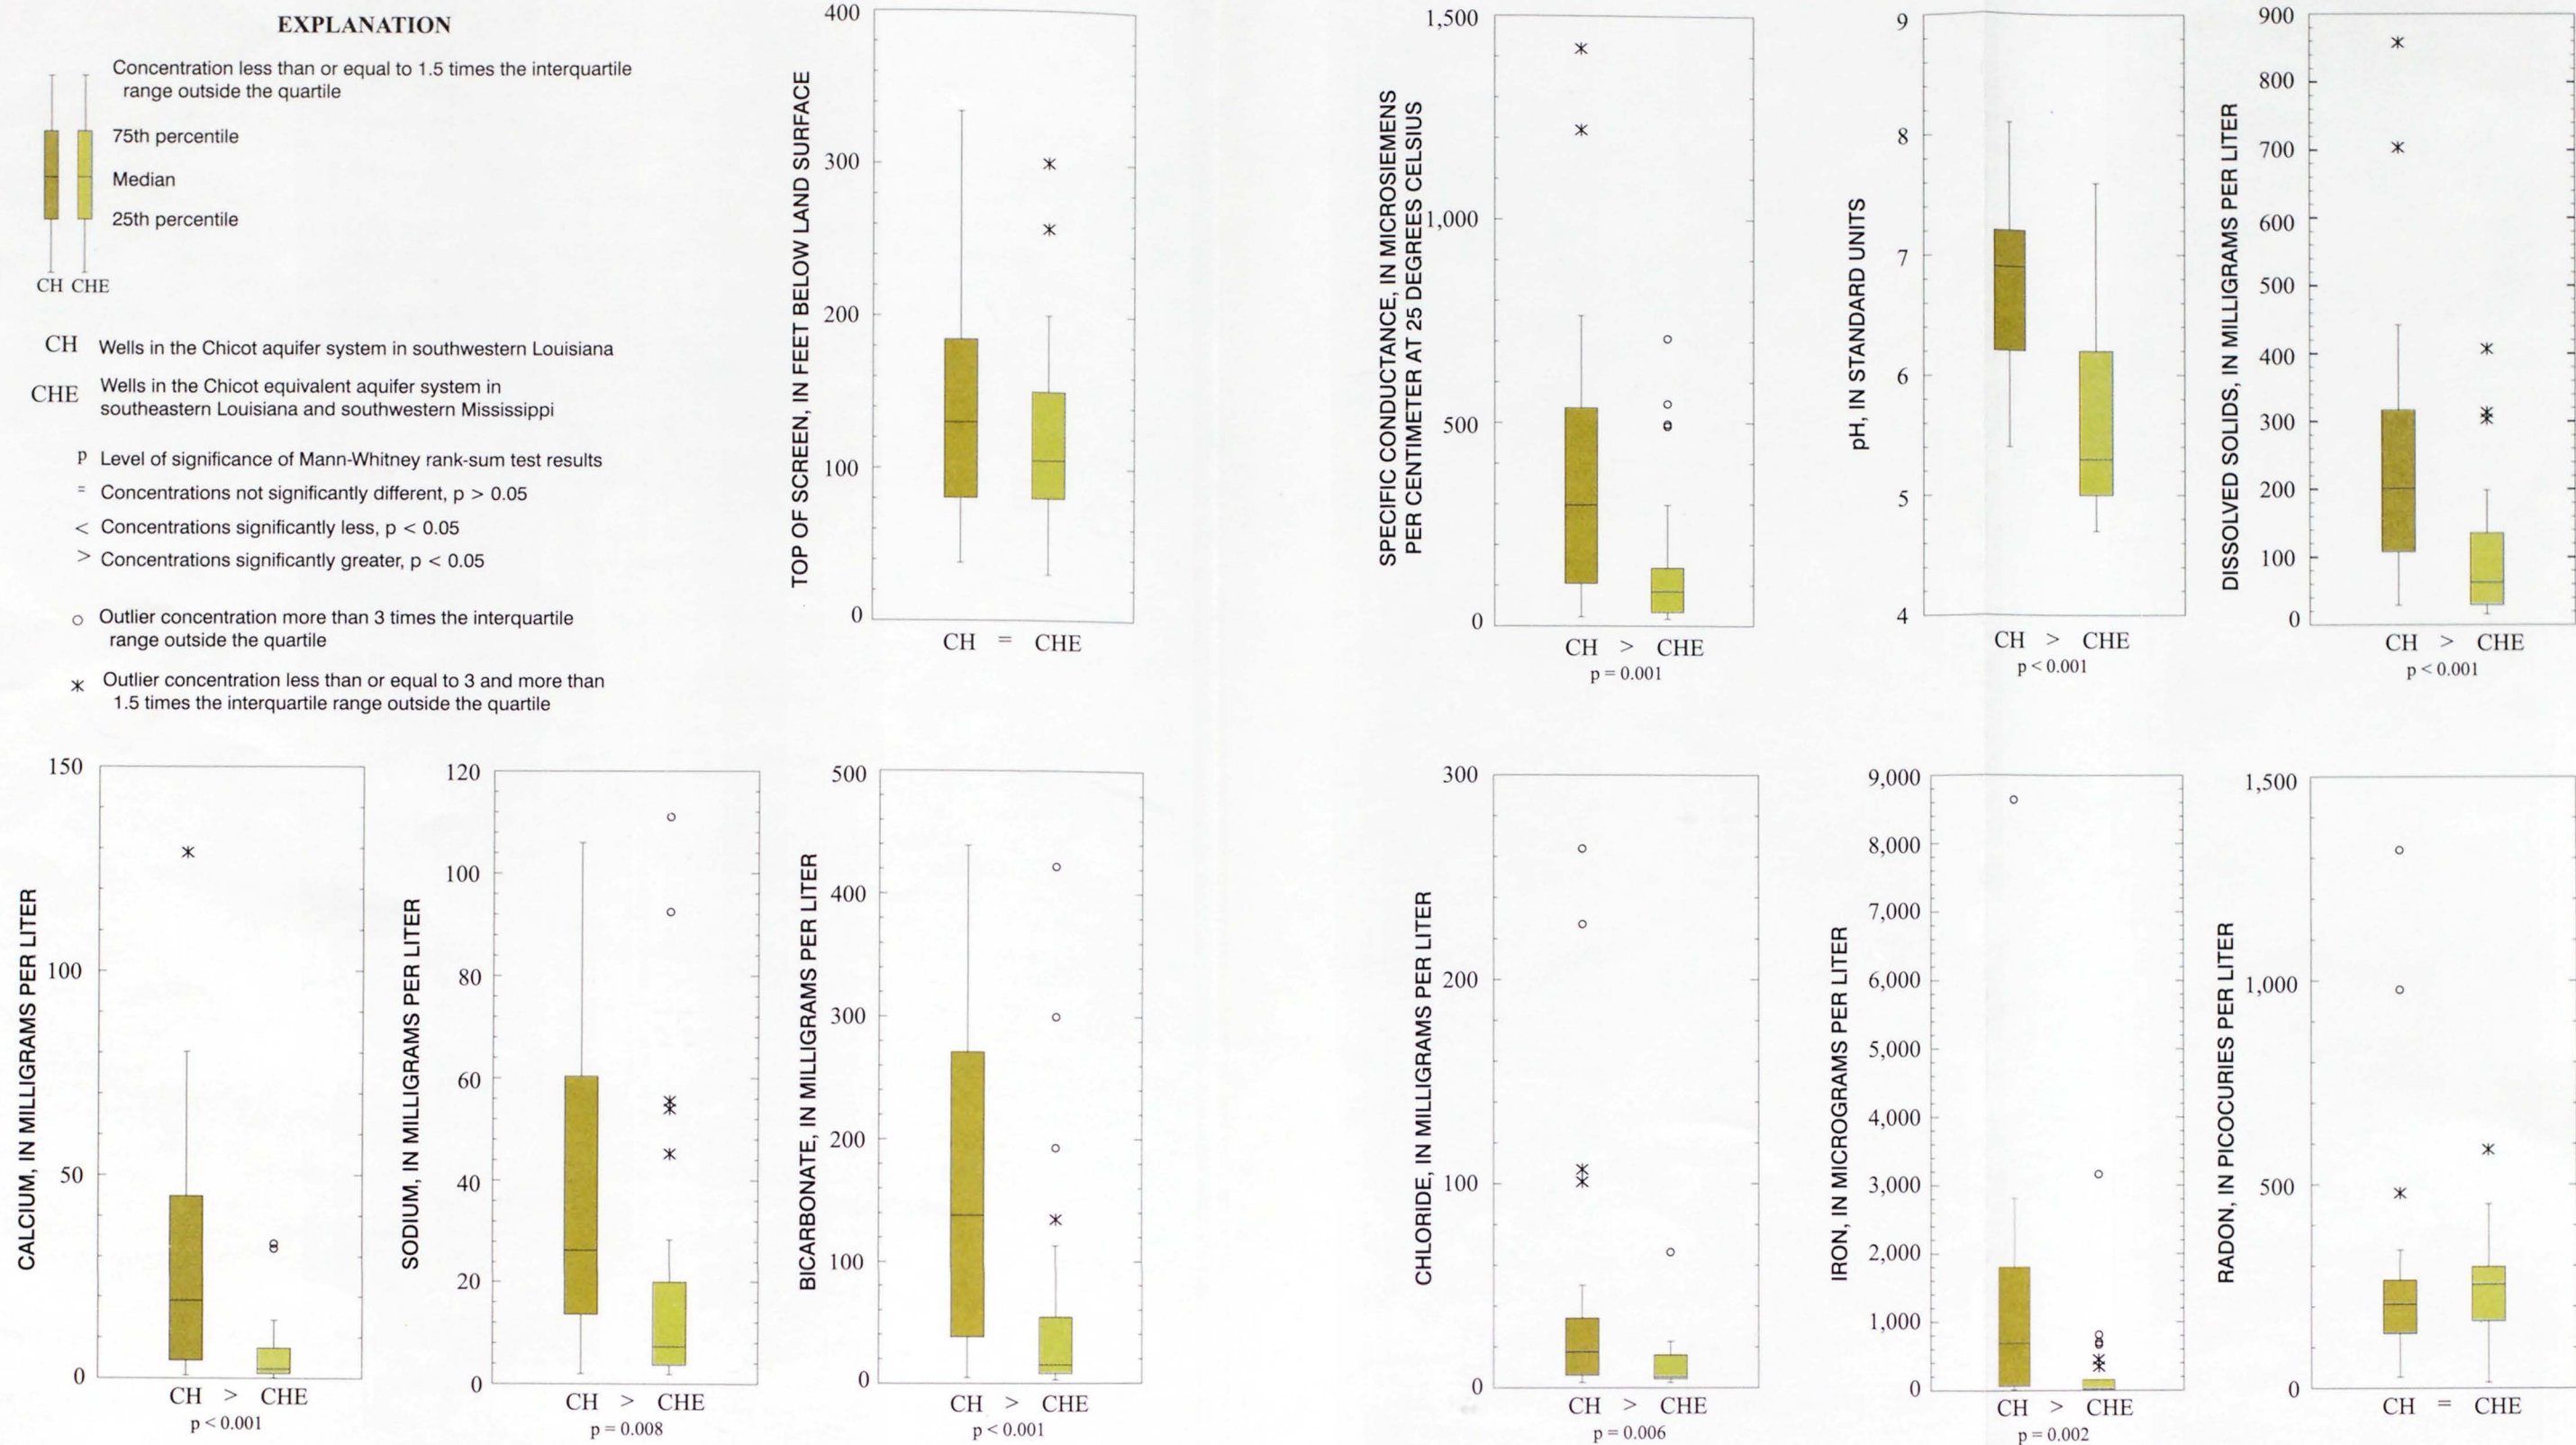 EXPLANATION
Concentration less than or equal to 1.5 times the interquartile
range outside the quartile
75th percentile
Median
25th percentile
CH CHE
CH Wells in the Chicot aquifer system in southwestern Louisiana
CHE Wells in the Chicot equivalent aquifer system in
southeastern Louisiana and southwestern Mississippi
p Level of significance of Mann-Whitney rank-sum test results
= Concentrations not significantly different, p > 0.05
< Concentrations significantly less, p < 0.05
> Concentrations significantly greater, p < 0.05
○ Outlier concentration more than 3 times the interquartile
range outside the quartile
* Outlier concentration less than or equal to 3 and more than
1.5 times the interquartile range outside the quartile
TOP OF SCREEN, IN FEET BELOW LAND SURFACE
400
300
200
100
0
CH = CHE
SPECIFIC CONDUCTANCE, IN MICROSIEMENS
PER CENTIMETER AT 25 DEGREES CELSIUS
1,500
1,000
500
0
CH > CHE
p = 0.001
pH, IN STANDARD UNITS
9
8
7
6
5
4
CH > CHE
p < 0.001
DISSOLVED SOLIDS, IN MILLIGRAMS PER LITER
900
800
700
600
500
400
300
200
100
0
CH > CHE
p < 0.001
CALCIUM, IN MILLIGRAMS PER LITER
150
100
50
0
CH > CHE
p < 0.001
SODIUM, IN MILLIGRAMS PER LITER
120
100
80
60
40
20
0
CH > CHE
p = 0.008
BICARBONATE, IN MILLIGRAMS PER LITER
500
400
300
200
100
0
CH > CHE
p < 0.001
CHLORIDE, IN MILLIGRAMS PER LITER
300
200
100
0
CH > CHE
p = 0.006
IRON, IN MICROGRAMS PER LITER
9,000
8,000
7,000
6,000
5,000
4,000
3,000
2,000
1,000
0
CH > CHE
p = 0.002
RADON, IN PICOCURIES PER LITER
1,500
1,000
500
0
CH = CHE